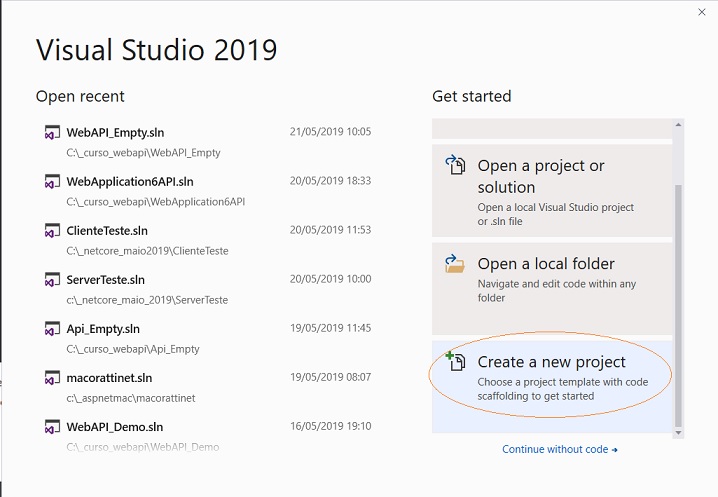 Visual Studio 2019
Open recent
WebAPI_Empty.sln 21/05/2019 10:05
C:\_curso_webapi\WebAPI_Empty
WebApplication6API.sln 20/05/2019 18:33
C:\_curso_webapi\WebApplication6API
ClienteTeste.sln 20/05/2019 11:53
C:\_netcore_maio2019\ClienteTeste
ServerTeste.sln 20/05/2019 10:00
c:\_netcore_maio_2019\ServerTeste
Api_Empty.sln 19/05/2019 11:45
C:\_curso_webapi\Api_Empty
macorattinet.sln 19/05/2019 08:07
c:\_aspnetmac\macorattinet
WebAPI_Demo.sln 16/05/2019 19:10
C:\_curso_webapi\WebAPI_Demo
Get started
Open a project or
solution
Open a local Visual Studio project
or .sln file
Open a local folder
Navigate and edit code within any
folder
Create a new project
Choose a project template with code
scaffolding to get started
Continue without code →